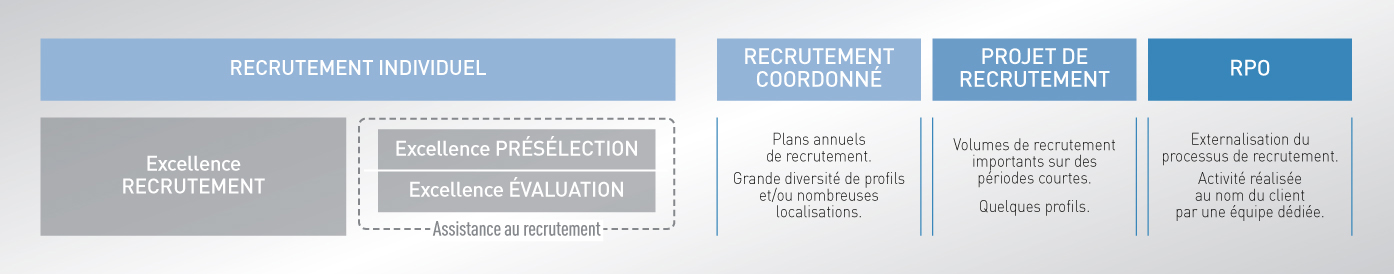 RECRUTEMENT INDIVIDUEL
Excellence
RECRUTEMENT
Excellence PRÉSÉLECTION
Excellence ÉVALUATION
Assistance au recrutement
RECRUTEMENT
COORDONNÉ
Plans annuels
de recrutement.
Grande diversité de profils
et/ou nombreuses
localisations.
PROJET DE
RECRUTEMENT
Volumes de recrutement
importants sur des
périodes courtes.
Quelques profils.
RPO
Externalisation du
processus de recrutement.
Activité réalisée
au nom du client
par une équipe dédiée.